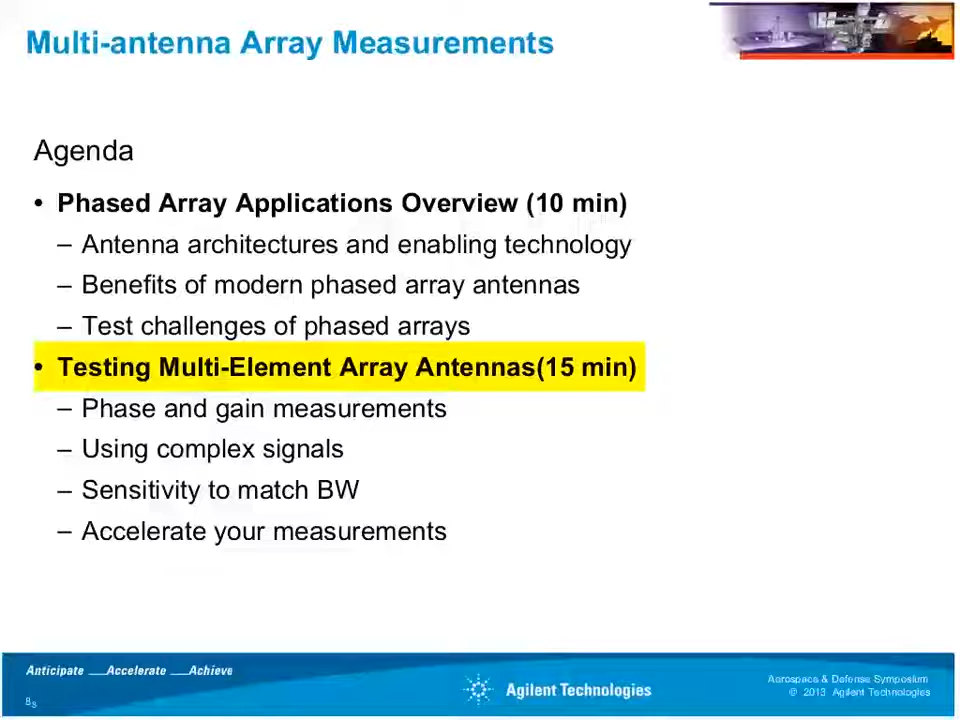 Multi-antenna Array Measurements
Agenda
• Phased Array Applications Overview (10 min)
– Antenna architectures and enabling technology
– Benefits of modern phased array antennas
– Test challenges of phased arrays
• Testing Multi-Element Array Antennas(15 min)
– Phase and gain measurements
– Using complex signals
– Sensitivity to match BW
– Accelerate your measurements
Anticipate __Accelerate __Achieve
Agilent Technologies
Aerospace & Defense Symposium
© 2013 Agilent Technologies